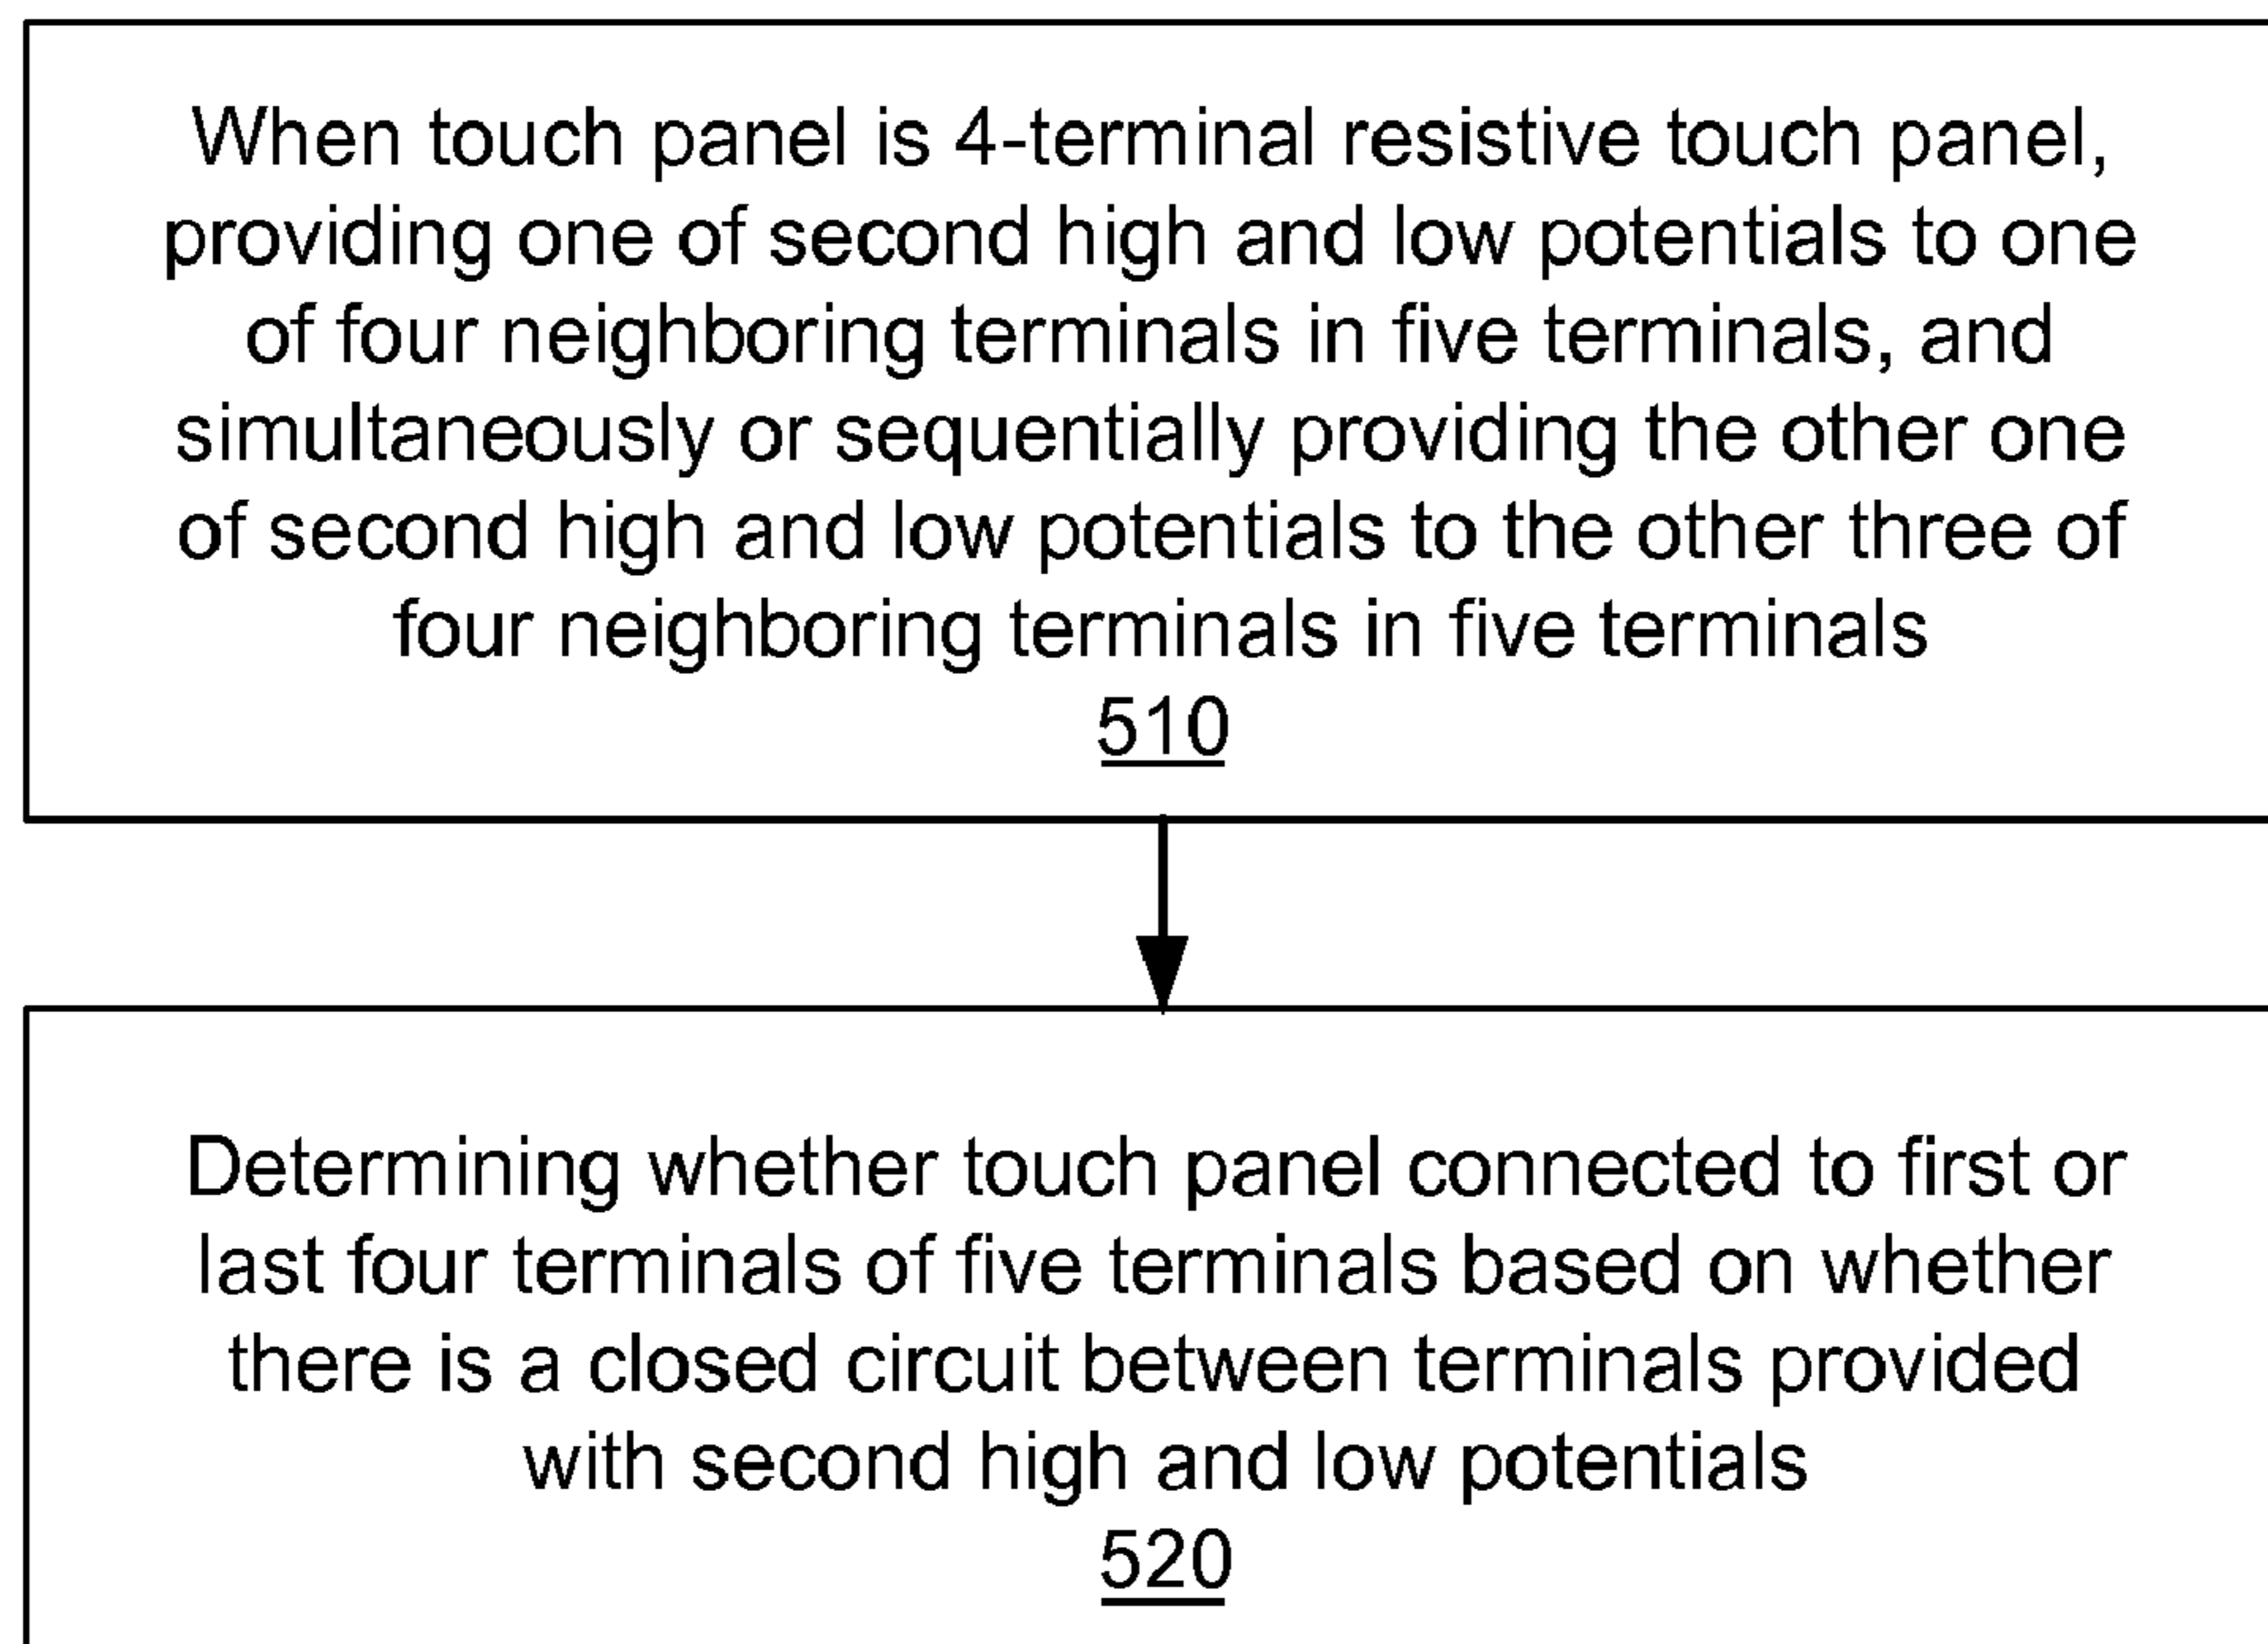 When touch panel is 4-terminal resistive touch panel,
providing one of second high and low potentials to one
of four neighboring terminals in five terminals, and
simultaneously or sequentially providing the other one
of second high and low potentials to the other three of
four neighboring terminals in five terminals
510
Determining whether touch panel connected to first or
last four terminals of five terminals based on whether
there is a closed circuit between terminals provided
with second high and low potentials
520